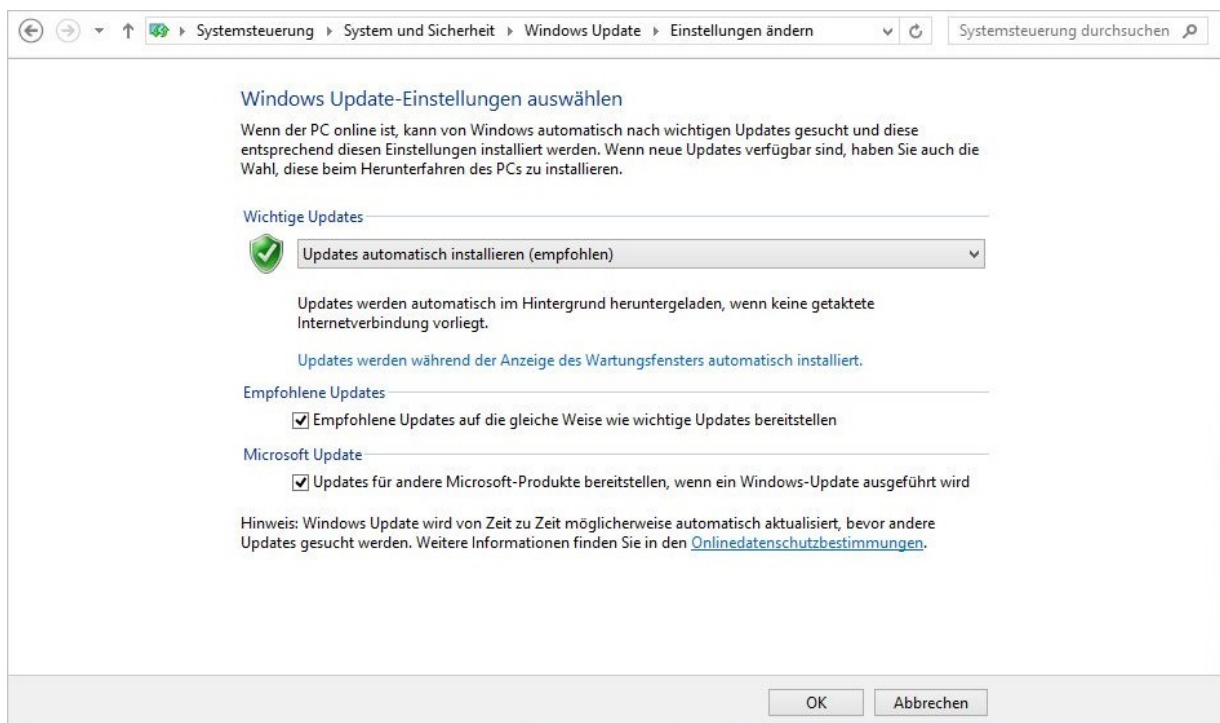 Systemsteuerung System und Sicherheit Windows Update Einstellungen ändern Systemsteuerung durchsuchen
Windows Update-Einstellungen auswählen
Wenn der PC online ist, kann von Windows automatisch nach wichtigen Updates gesucht und diese
entsprechend diesen Einstellungen installiert werden. Wenn neue Updates verfügbar sind, haben Sie auch die
Wahl, diese beim Herunterfahren des PCs zu installieren.
Wichtige Updates
Updates automatisch installieren (empfohlen)
Updates werden automatisch im Hintergrund heruntergeladen, wenn keine getaktete
Internetverbindung vorliegt.
Updates werden während der Anzeige des Wartungsfensters automatisch installiert.
Empfohlene Updates
Empfohlene Updates auf die gleiche Weise wie wichtige Updates bereitstellen
Microsoft Update
Updates für andere Microsoft-Produkte bereitstellen, wenn ein Windows-Update ausgeführt wird
Hinweis: Windows Update wird von Zeit zu Zeit möglicherweise automatisch aktualisiert, bevor andere
Updates gesucht werden. Weitere Informationen finden Sie in den Onlinedatenschutzbestimmungen.
OK Abbrechen